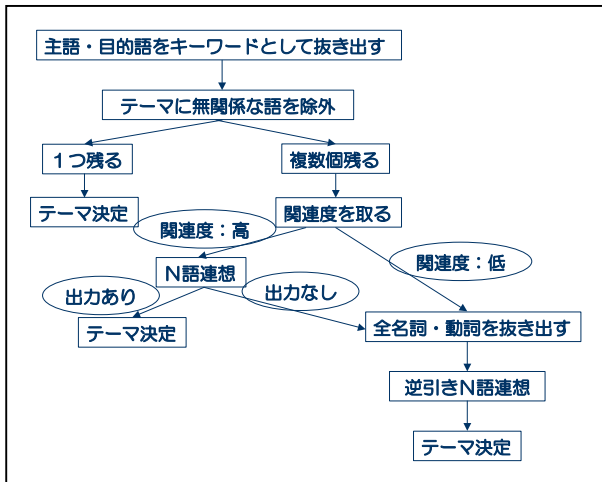 主語・目的語をキーワードとして抜き出す
テーマに無関係な語を除外
１つ残る
複数個残る
テーマ決定
関連度を取る
関連度：高
関連度：低
N語連想
出力あり
出力なし
テーマ決定
全名詞・動詞を抜き出す
逆引きN語連想
テーマ決定